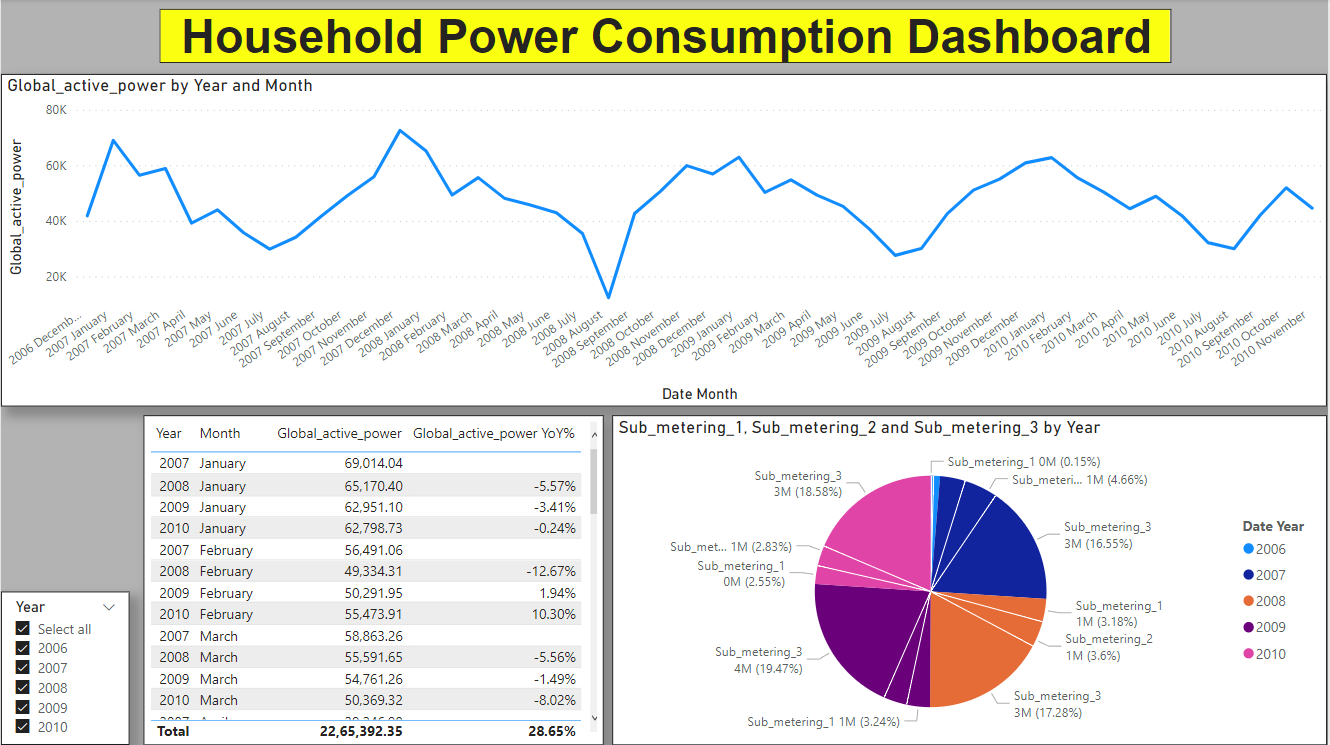 Household Power Consumption Dashboard
Global_active_power by Year and Month
80K
60K
40K
20K
Global_active_power
2006 Decemb...
2007 January
2007 February
2007 March
2007 April
2007 May
2007 June
2007 July
2007 August
2007 September
2007 October
2007 November
2007 December
2008 January
2008 February
2008 March
2008 April
2008 May
2008 June
2008 July
2008 August
2008 September
2008 October
2008 November
2008 December
2009 January
2009 February
2009 March
2009 April
2009 May
2009 June
2009 July
2009 August
2009 September
2009 October
2009 November
2009 December
2010 January
2010 February
2010 March
2010 April
2010 May
2010 June
2010 July
2010 August
2010 September
2010 October
2010 November
Date Month
Year
Select all
2006
2007
2008
2009
2010
Year Month Global_active_power Global_active_power YoY%
2007 January 69,014.04
2008 January 65,170.40 -5.57%
2009 January 62,951.10 -3.41%
2010 January 62,798.73 -0.24%
2007 February 56,491.06
2008 February 49,334.31 -12.67%
2009 February 50,291.95 1.94%
2010 February 55,473.91 10.30%
2007 March 58,863.26
2008 March 55,591.65 -5.56%
2009 March 54,761.26 -1.49%
2010 March 50,369.32 -8.02%
Total 22,65,392.35 28.65%
Sub_metering_1, Sub_metering_2 and Sub_metering_3 by Year
Sub_metering_1 0M (0.15%)
Sub_meteri... 1M (4.66%)
Sub_metering_3
3M (16.55%)
Sub_metering_1
1M (3.18%)
Sub_metering_2
1M (3.6%)
Sub_metering_3
3M (17.28%)
Sub_metering_1 1M (3.24%)
Sub_metering_3
4M (19.47%)
Sub_metering_1
0M (2.55%)
Sub_met... 1M (2.83%)
Sub_metering_3
3M (18.58%)
Date Year
2006
2007
2008
2009
2010